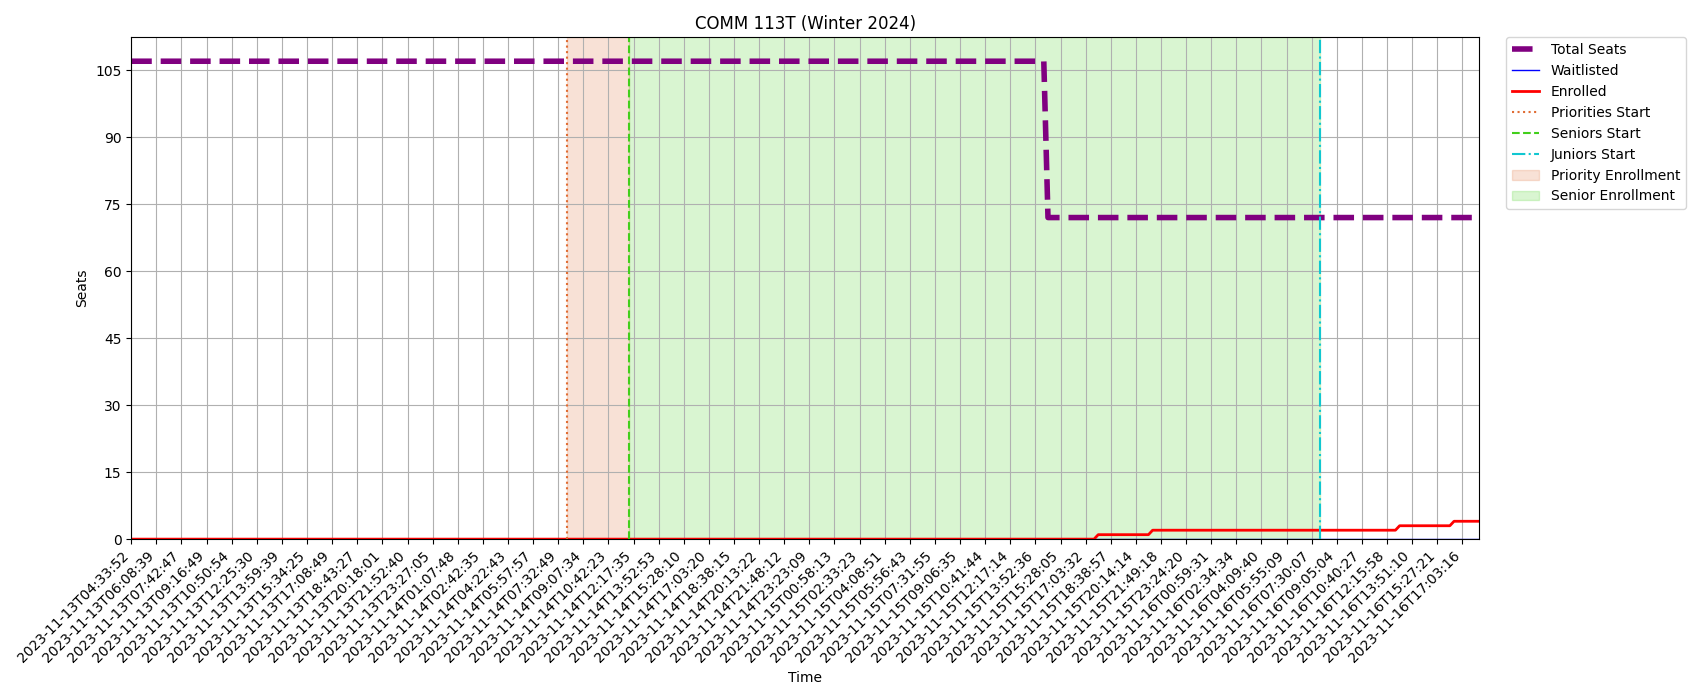 COMM 113T (Winter 2024)
105
90
75
60
45
30
15
0
Seats
2023-11-13T04:33:52
2023-11-13T06:08:39
2023-11-13T07:42:47
2023-11-13T09:16:49
2023-11-13T10:50:54
2023-11-13T12:25:30
2023-11-13T13:59:39
2023-11-13T15:34:25
2023-11-13T17:08:49
2023-11-13T18:43:27
2023-11-13T20:18:01
2023-11-13T21:52:40
2023-11-13T23:27:05
2023-11-14T01:07:48
2023-11-14T02:42:35
2023-11-14T04:22:43
2023-11-14T05:57:57
2023-11-14T07:32:49
2023-11-14T09:07:34
2023-11-14T10:42:23
2023-11-14T12:17:35
2023-11-14T13:52:53
2023-11-14T15:28:10
2023-11-14T17:03:20
2023-11-14T18:38:15
2023-11-14T20:13:22
2023-11-14T21:48:12
2023-11-14T23:23:09
2023-11-15T00:58:13
2023-11-15T02:33:23
2023-11-15T04:08:51
2023-11-15T05:56:43
2023-11-15T07:31:55
2023-11-15T09:06:35
2023-11-15T10:41:44
2023-11-15T12:17:14
2023-11-15T13:52:36
2023-11-15T15:28:05
2023-11-15T17:03:32
2023-11-15T18:38:57
2023-11-15T20:14:14
2023-11-15T21:49:18
2023-11-15T23:24:20
2023-11-16T00:59:31
2023-11-16T02:34:34
2023-11-16T04:09:40
2023-11-16T05:55:09
2023-11-16T07:30:07
2023-11-16T09:05:04
2023-11-16T10:40:27
2023-11-16T12:15:58
2023-11-16T13:51:10
2023-11-16T15:27:21
2023-11-16T17:03:16
Time
Total Seats
Waitlisted
Enrolled
Priorities Start
Seniors Start
Juniors Start
Priority Enrollment
Senior Enrollment